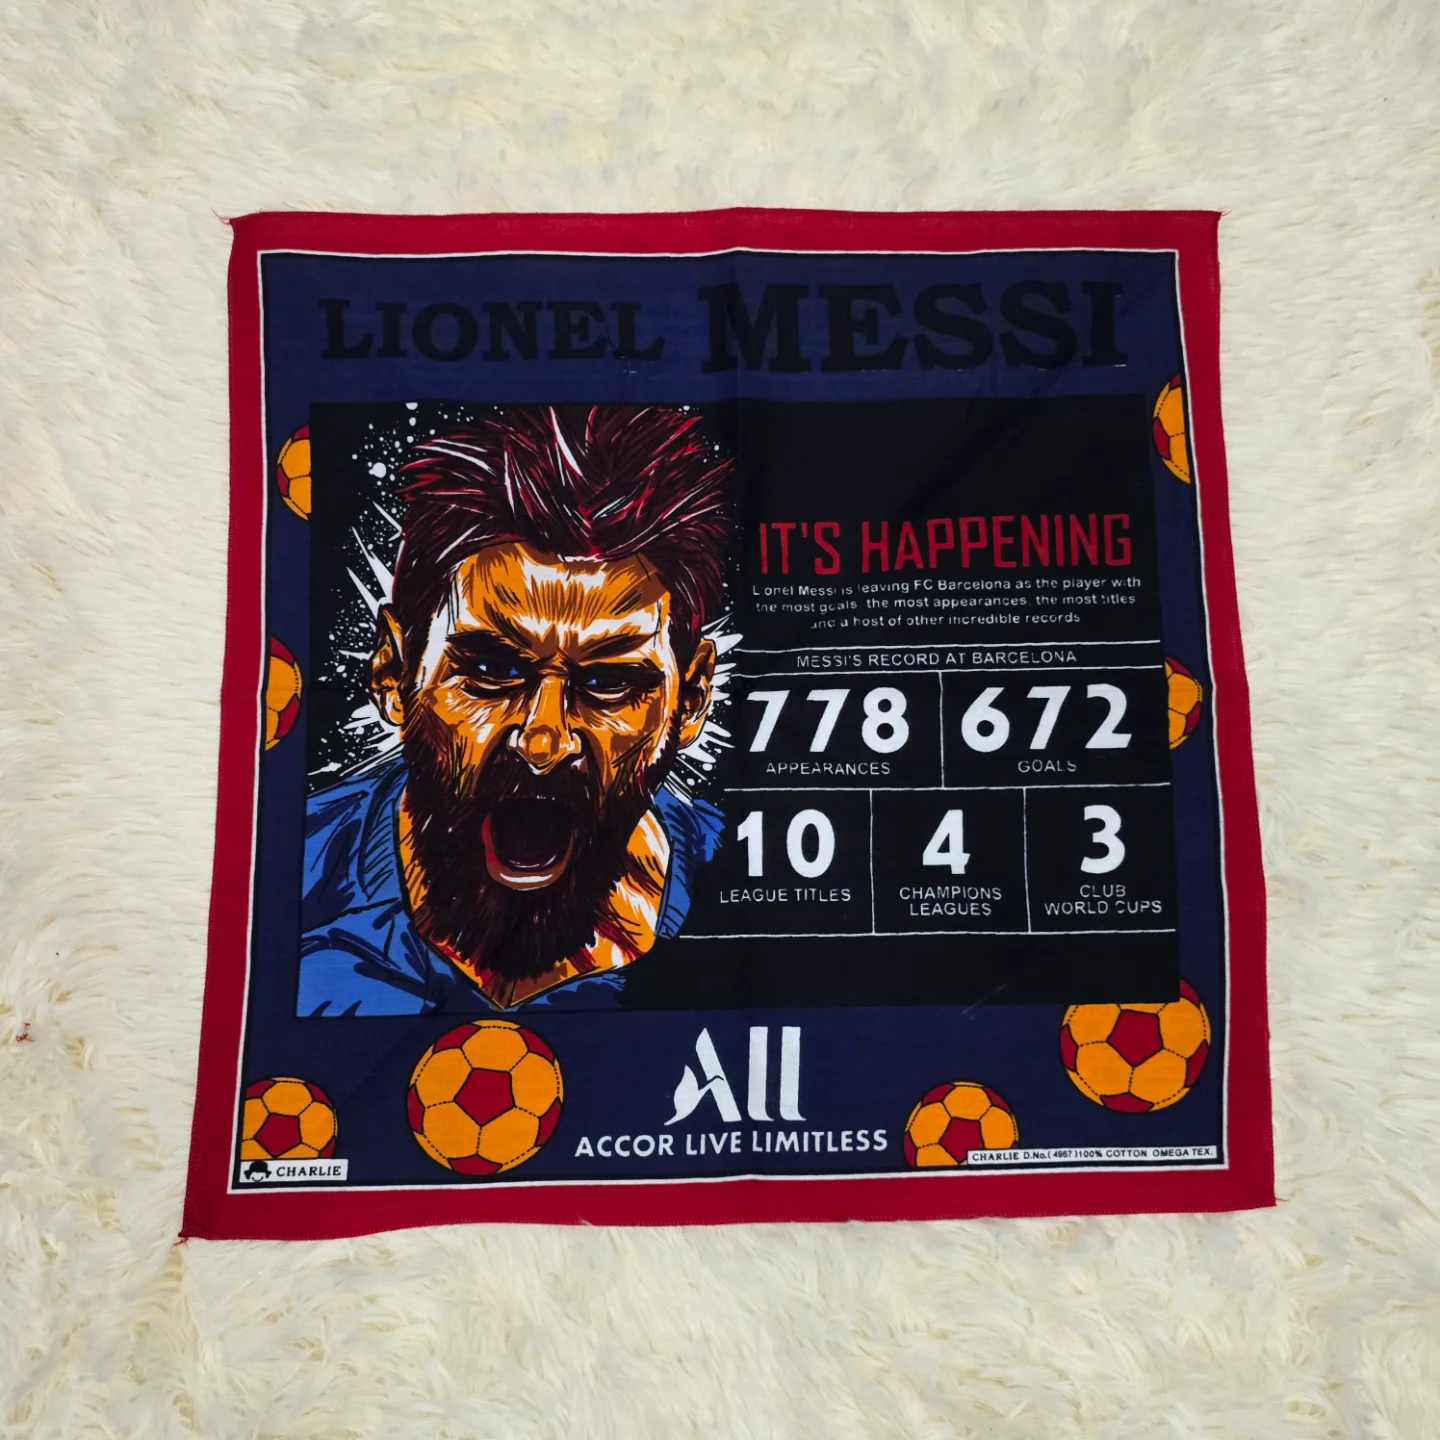 LIONEL MESSI
IT'S HAPPENING
Lionel Messi is leaving FC Barcelona as the player with
the most goals, the most appearances, the most titles
and a host of other incredible records
MESSI'S RECORD AT BARCELONA
778 672
APPEARANCES GOALS
10 4 3
LEAGUE TITLES CHAMPIONS LEAGUES CLUB WORLD CUPS
All
ACCOR LIVE LIMITLESS
CHARLIE
CHARLIE D.No.( 4967 )100% COTTON OMEGA TEX.